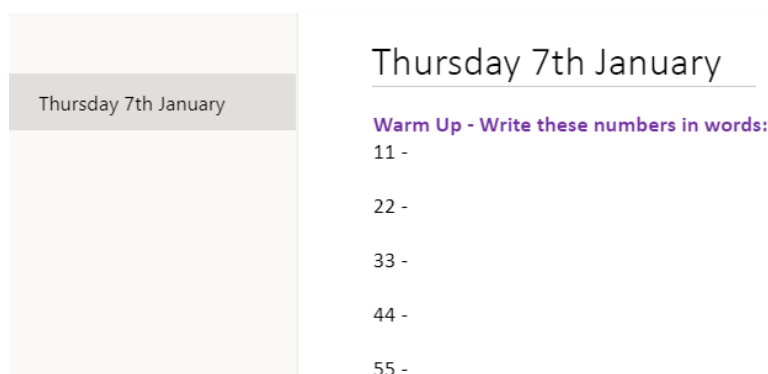 Thursday 7th January
Thursday 7th January
Warm Up - Write these numbers in words:
11 -
22 -
33 -
44 -
55 -